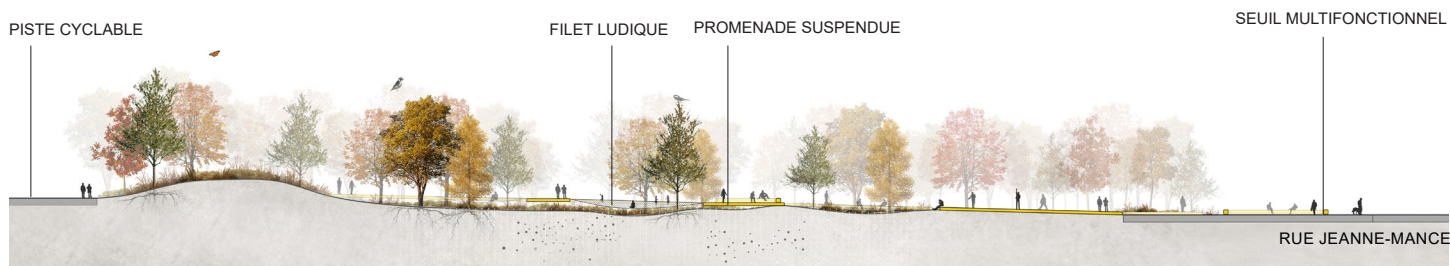 PISTE CYCLABLE
FILET LUDIQUE
PROMENADE SUSPENDUE
SEUIL MULTIFONCTIONNEL
RUE JEANNE-MANCE